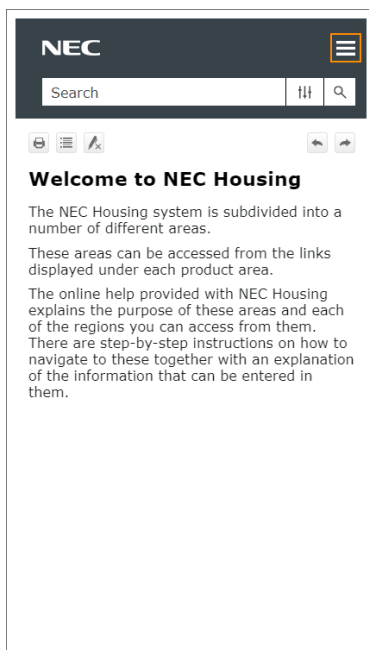 NEC
Search
Welcome to NEC Housing
The NEC Housing system is subdivided into a
number of different areas.
These areas can be accessed from the links
displayed under each product area.
The online help provided with NEC Housing
explains the purpose of these areas and each
of the regions you can access from them.
There are step-by-step instructions on how to
navigate to these together with an explanation
of the information that can be entered in
them.